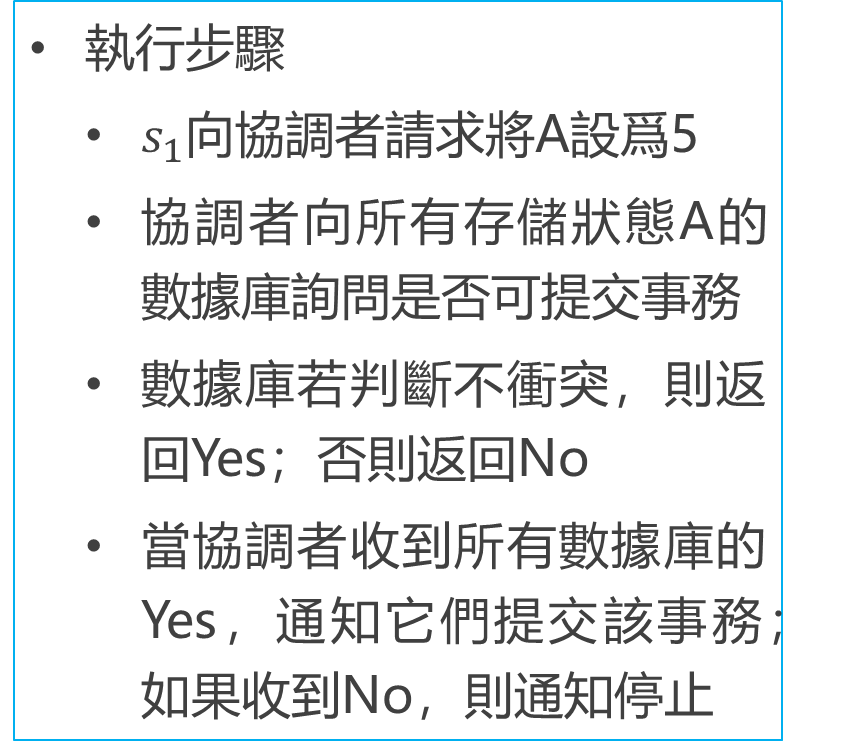 • 執行步驟
• s₁向協調者請求將A設爲5
• 協調者向所有存儲狀態A的
數據庫詢問是否可提交事務
• 數據庫若判斷不衝突，則返
回Yes；否則返回No
• 當協調者收到所有數據庫的
Yes，通知它們提交該事務；
如果收到No，則通知停止